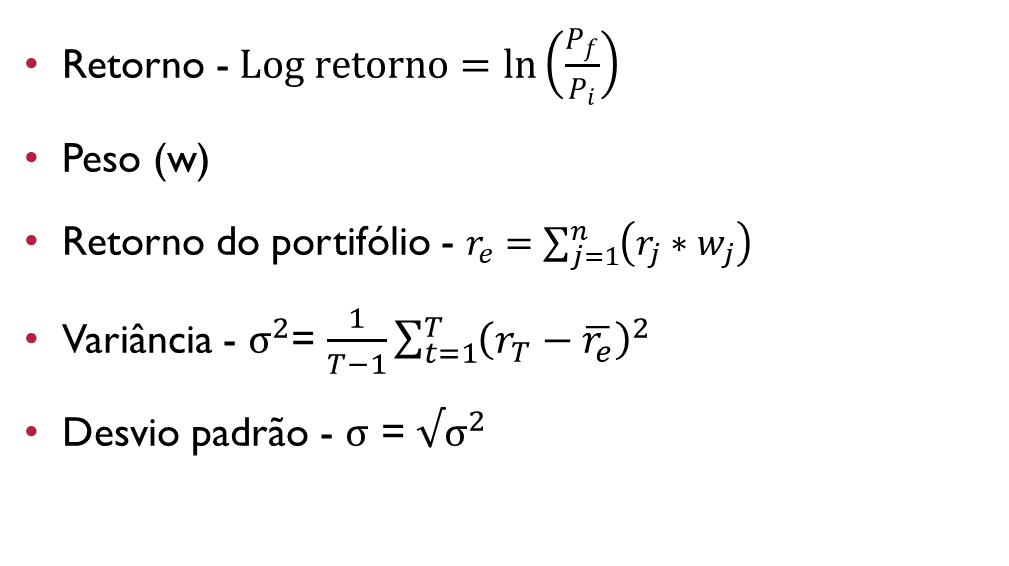 • Retorno - Log retorno = ln (P_f / P_i)
• Peso (w)
• Retorno do portifólio - r_e = ∑_{j=1}^{n} (r_j * w_j)
• Variância - σ²= 1/(T−1) ∑_{t=1}^{T} (r_T − r̅_e)²
• Desvio padrão - σ = √σ²